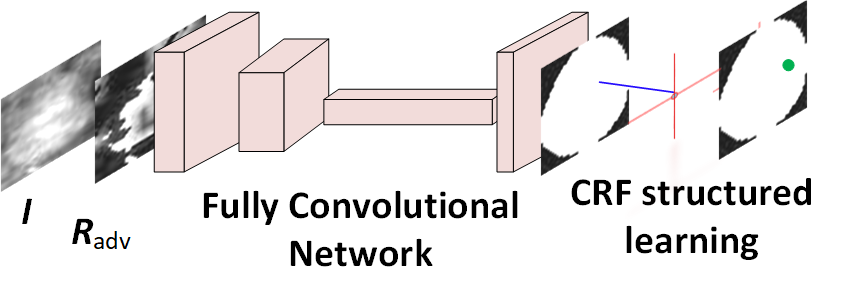 I
Radv
Fully Convolutional
Network
CRF structured
learning